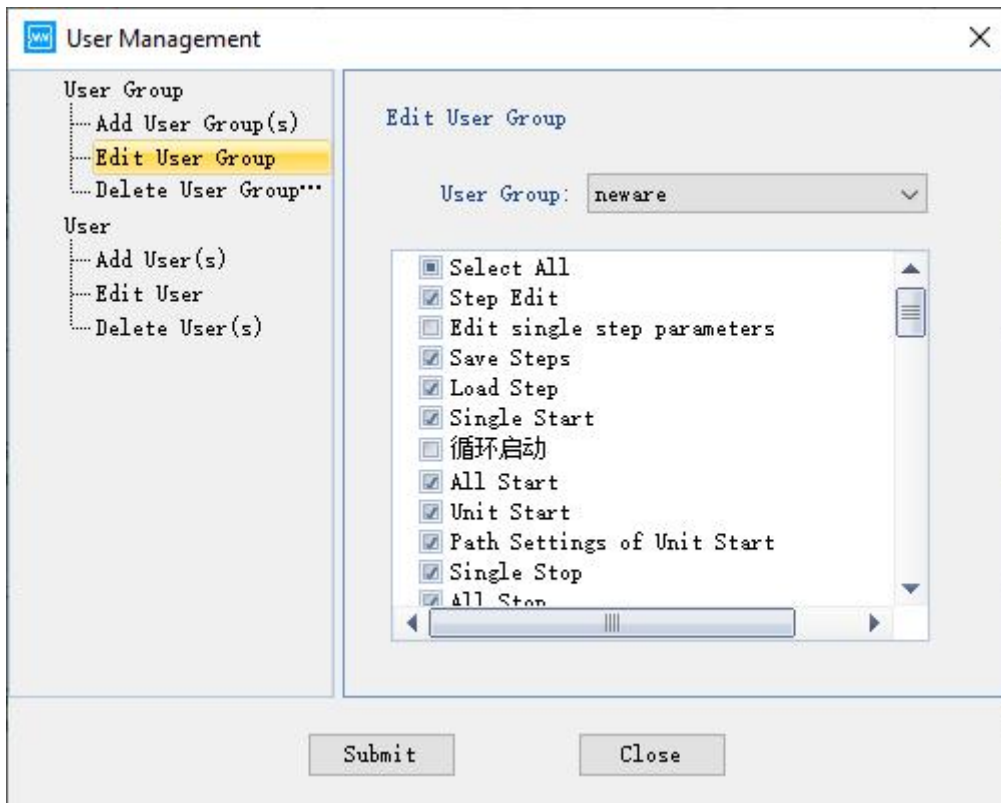 User Management
User Group
Add User Group(s)
Edit User Group
Delete User Group···
User
Add User(s)
Edit User
Delete User(s)
Edit User Group
User Group: neware
Select All
Step Edit
Edit single step parameters
Save Steps
Load Step
Single Start
循环启动
All Start
Unit Start
Path Settings of Unit Start
Single Stop
All Stop
Submit
Close